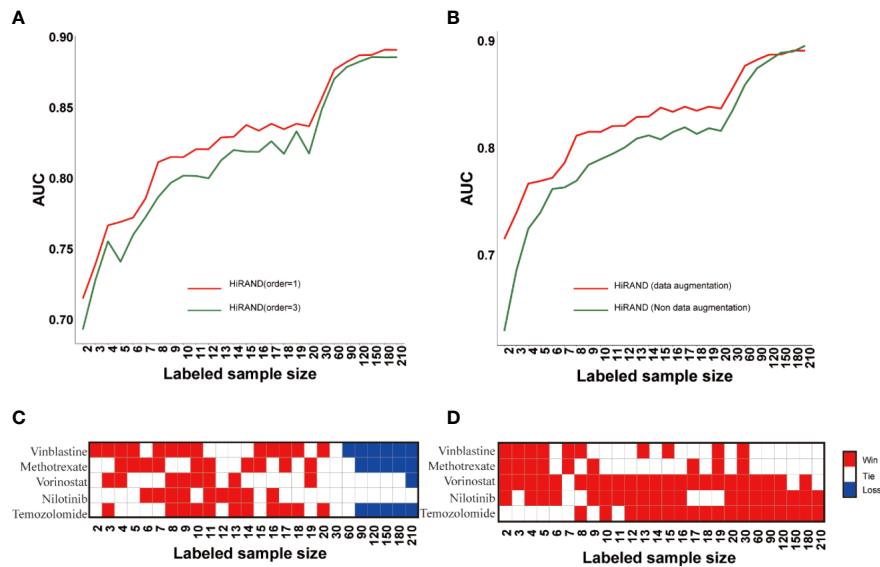 A
0.90
0.85
0.80
0.75
0.70
AUC
HiRAND(order=1)
HiRAND(order=3)
2 3 4 5 6 7 8 9 10 11 12 13 14 15 16 17 18 19 20 30 60 90 120 150 180 210
Labeled sample size
B
0.9
0.8
0.7
AUC
HiRAND (data augmentation)
HiRAND (Non data augmentation)
2 3 4 5 6 7 8 9 10 11 12 13 14 15 16 17 18 19 20 30 60 90 120 150 180 210
Labeled sample size
C
Vinblastine
Methotrexate
Vorinostat
Nilotinib
Temozolomide
2 3 4 5 6 7 8 9 10 11 12 13 14 15 16 17 18 19 20 30 60 90 120 150 180 210
Labeled sample size
D
Vinblastine
Methotrexate
Vorinostat
Nilotinib
Temozolomide
2 3 4 5 6 7 8 9 10 11 12 13 14 15 16 17 18 19 20 30 60 90 120 150 180 210
Labeled sample size
Win
Tie
Loss